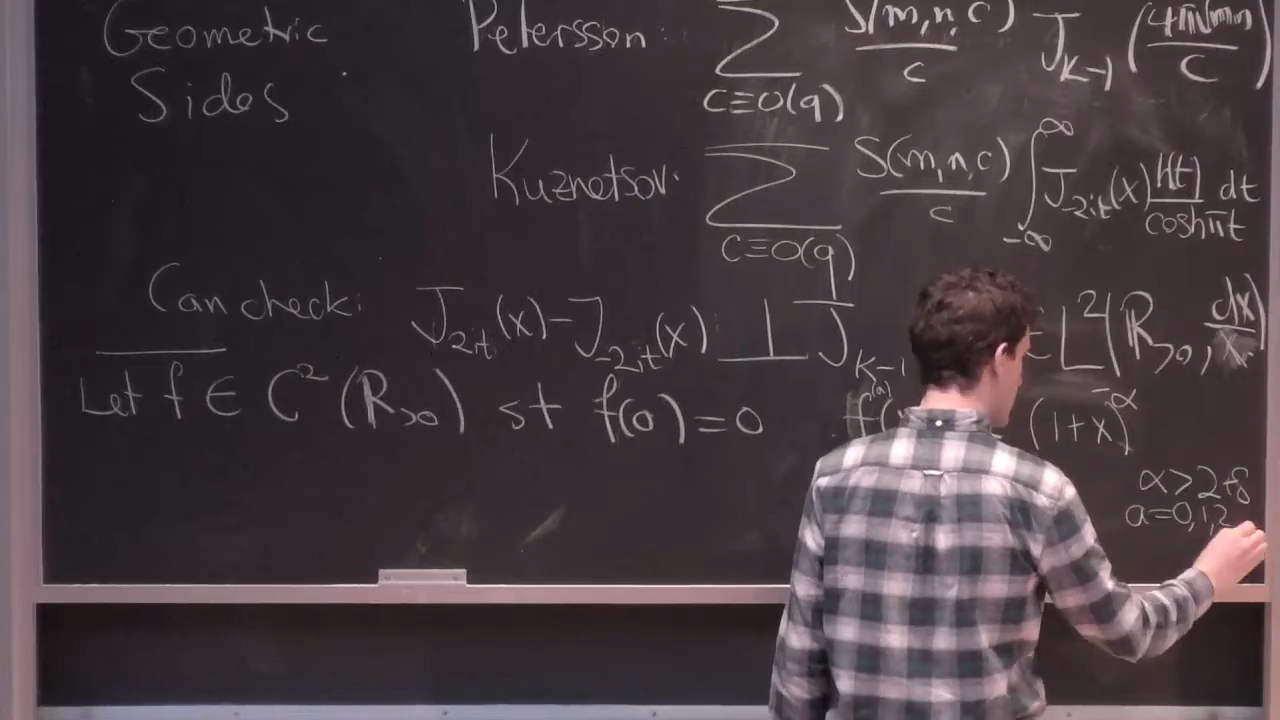 Geometric Sides
Petersson: ∑_{c≡0(q)} S(m,n,c)/c J_{k-1}(4π√mn/c)
Kuznetsov: ∑_{c≡0(q)} S(m,n,c)/c ∫_{-∞}^{∞} J_{2it}(x) H(t)/cosh πt dt
Can check: J_{2it}(x) - J_{-2it}(x) ⊥ J_{k-1} L²(ℝ_{>0}, dx/x)
Let f ∈ C²(ℝ_{>0}) st f(0)=0 f^{(a)}( (1+x)^{-α}
α>2+δ
a=0,1,2